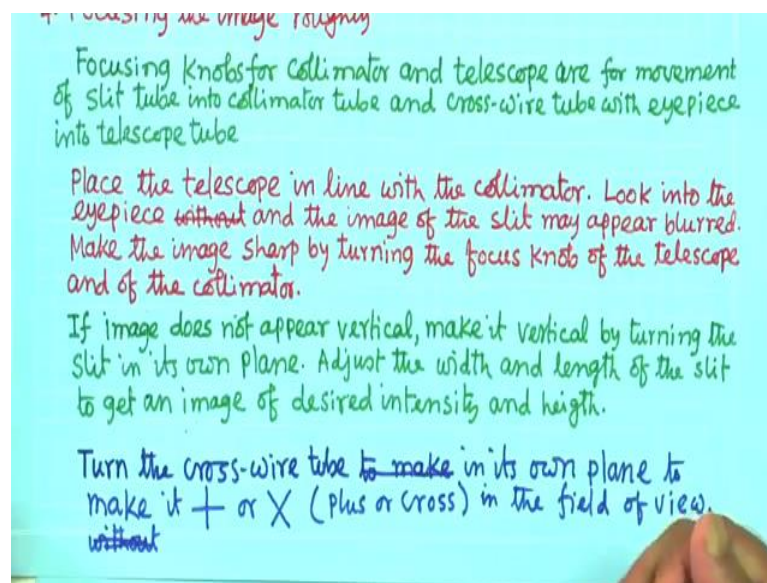 4. Focusing the image roughly
Focusing Knobs for collimator and telescope are for movement
of slit tube into collimator tube and cross-wire tube with eyepiece
into telescope tube
Place the telescope in line with the collimator. Look into the
eyepiece without and the image of the slit may appear blurred.
Make the image sharp by turning the focus knob of the telescope
and of the collimator.
If image does not appear vertical, make it vertical by turning the
slit in its own plane. Adjust the width and length of the slit
to get an image of desired intensity and heigth.
Turn the cross-wire tube to make in its own plane to
make it + or X (plus or cross) in the field of view.
without